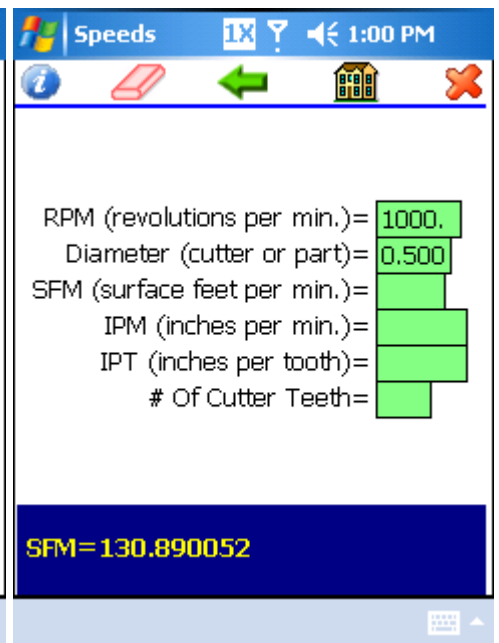 Speeds 1X 1:00 PM
RPM (revolutions per min.)= 1000.
Diameter (cutter or part)= 0.500
SFM (surface feet per min.)=
IPM (inches per min.)=
IPT (inches per tooth)=
# Of Cutter Teeth=
SFM=130.890052